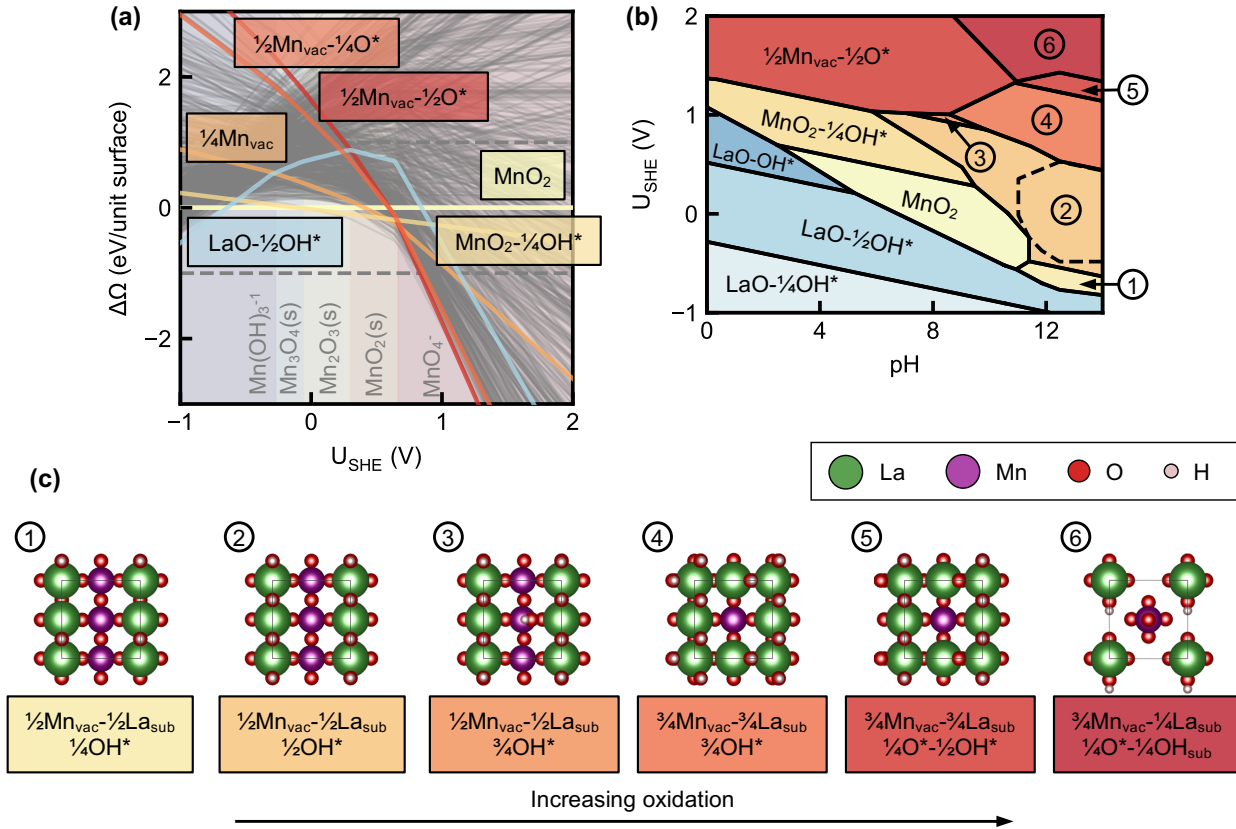 (a)
½Mnvac-¼O*
½Mnvac-½O*
¼Mnvac
MnO2
LaO-½OH*
MnO2-¼OH*
Mn(OH)3-1
Mn3O4(s)
Mn2O3(s)
MnO2(s)
MnO4-
ΔΩ (eV/unit surface)
2
0
−2
−1
0
1
2
USHE (V)
(b)
½Mnvac-½O*
6
5
4
MnO2-¼OH*
3
LaO-OH*
MnO2
2
LaO-½OH*
1
LaO-¼OH*
USHE (V)
2
1
0
−1
0
4
8
12
pH
La
Mn
O
H
(c)
1
2
3
4
5
6
½Mnvac-½Lasub
¼OH*
½Mnvac-½Lasub
½OH*
½Mnvac-½Lasub
¾OH*
¾Mnvac-¾Lasub
¾OH*
¾Mnvac-¾Lasub
¼O*-½OH*
¾Mnvac-¼Lasub
¼O*-¼OHsub
Increasing oxidation